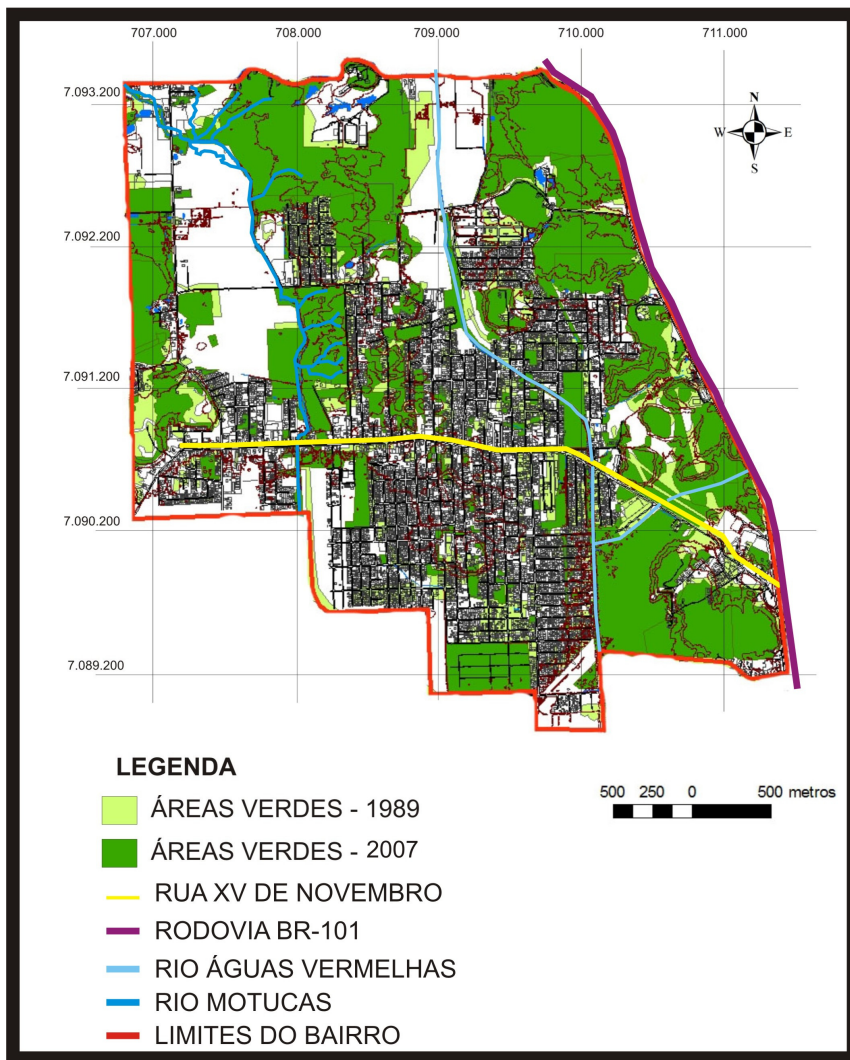 707.000 708.000 709.000 710.000 711.000
7.093.200
N
W E
S
7.092.200
7.091.200
7.090.200
7.089.200
LEGENDA
ÁREAS VERDES - 1989
ÁREAS VERDES - 2007
RUA XV DE NOVEMBRO
RODOVIA BR-101
RIO ÁGUAS VERMELHAS
RIO MOTUCAS
LIMITES DO BAIRRO
500 250 0 500 metros